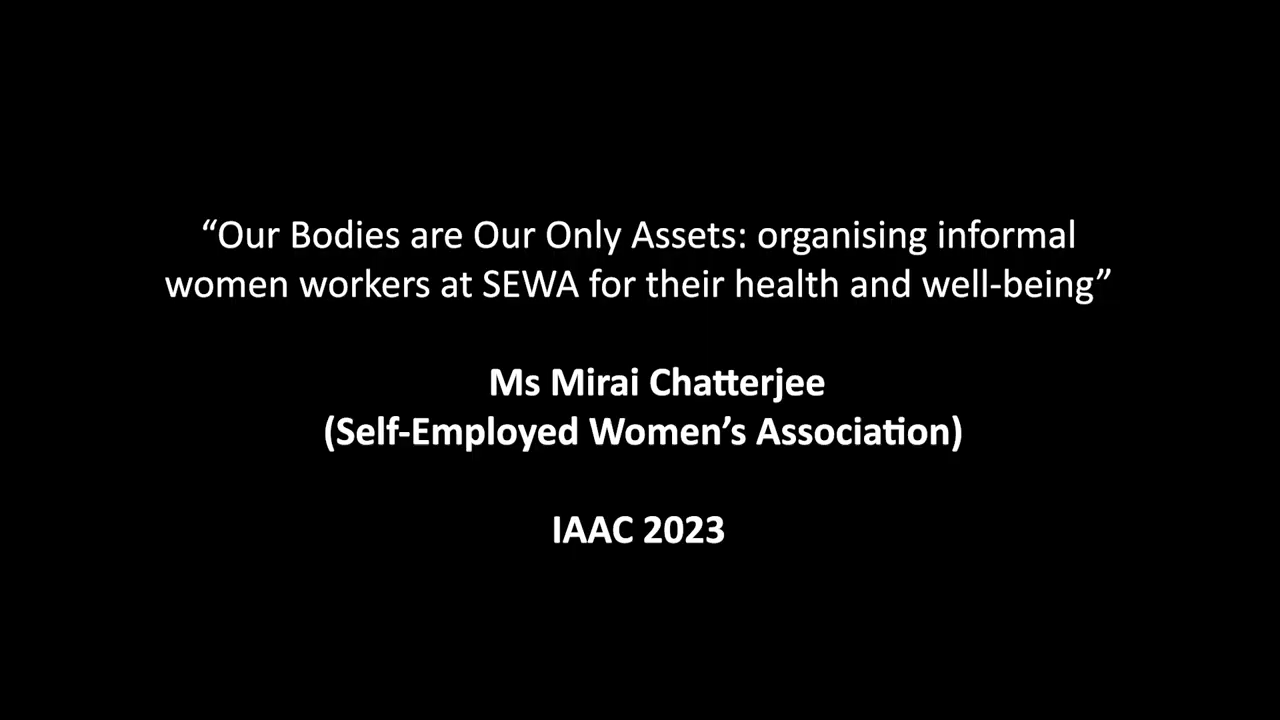 “Our Bodies are Our Only Assets: organising informal
women workers at SEWA for their health and well-being”
Ms Mirai Chatterjee
(Self-Employed Women’s Association)
IAAC 2023